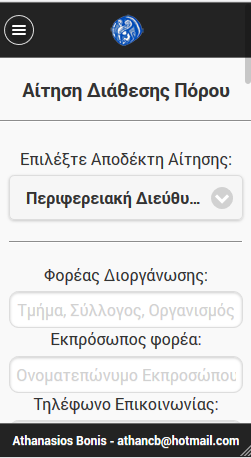 Αίτηση Διάθεσης Πόρου
Επιλέξτε Αποδέκτη Αίτησης:
Περιφερειακή Διεύθυ...
Φορέας Διοργάνωσης:
Τμήμα, Σύλλογος, Οργανισμός
Εκπρόσωπος φορέα:
Ονοματεπώνυμο Εκπροσώπου
Τηλέφωνο Επικοινωνίας:
Athanasios Bonis - athancb@hotmail.com